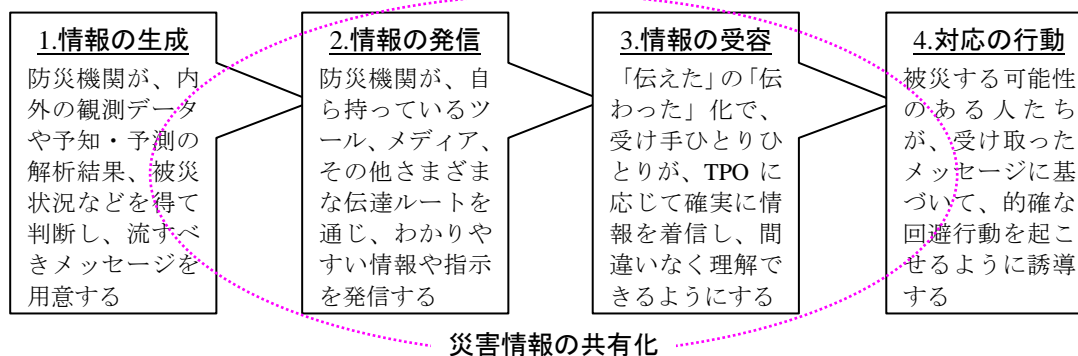 1.情報の生成
防災機関が、内
外の観測データ
や予知・予測の
解析結果、被災
状況などを得て
判断し、流すべ
きメッセージを
用意する
2.情報の発信
防災機関が、自
ら持っているツ
ール、メディア、
その他さまざま
な伝達ルートを
通じ、わかりや
すい情報や指示
を発信する
3.情報の受容
「伝えた」の「伝
わった」化で、
受け手ひとりひ
とりが、TPO に
応じて確実に情
報を着信し、間
違いなく理解で
きるようにする
4.対応の行動
被災する可能性
のある人たち
が、受け取った
メッセージに基
づいて、的確な
回避行動を起こ
せるように誘導
する
災害情報の共有化